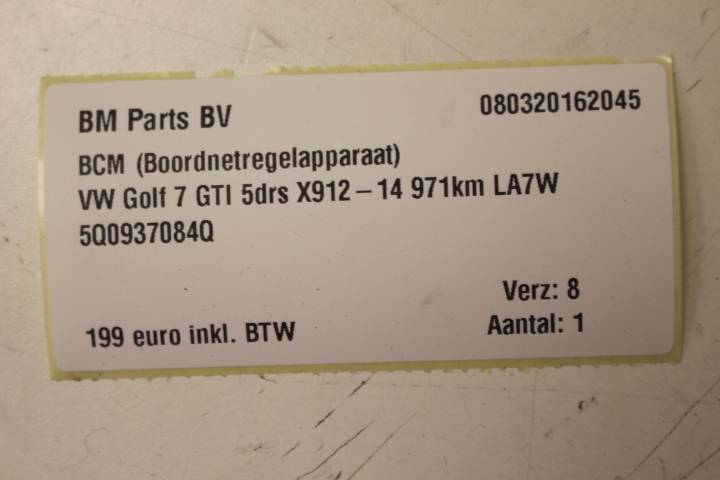 BM Parts BV
080320162045
BCM (Boordnetregelapparaat)
VW Golf 7 GTI 5drs X912 – 14 971km LA7W
5Q0937084Q
Verz: 8
199 euro inkl. BTW
Aantal: 1